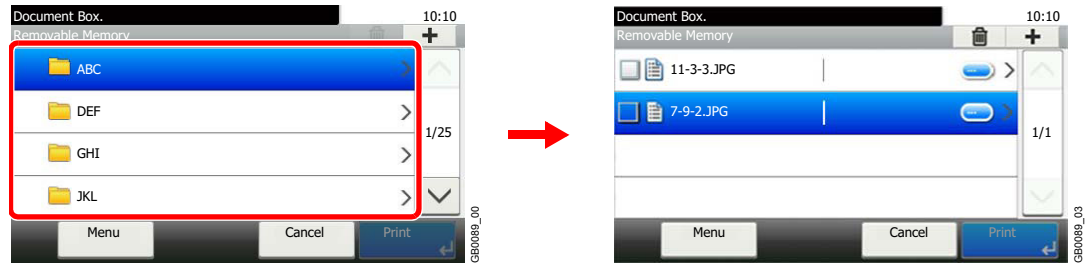 Document Box. 10:10
Removable Memory
ABC
DEF
1/25
GHI
JKL
Menu Cancel Print
GB0089_00
Document Box. 10:10
Removable Memory
11-3-3.JPG
7-9-2.JPG
1/1
Menu Cancel Print
GB0089_03